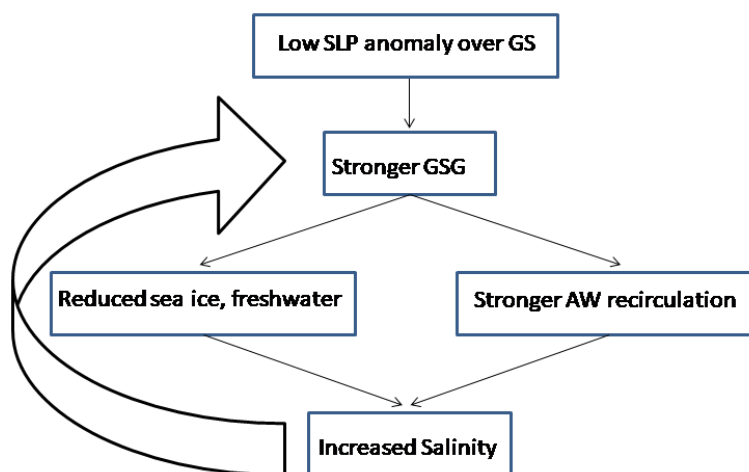 Low SLP anomaly over GS
Stronger GSG
Reduced sea ice, freshwater
Stronger AW recirculation
Increased Salinity